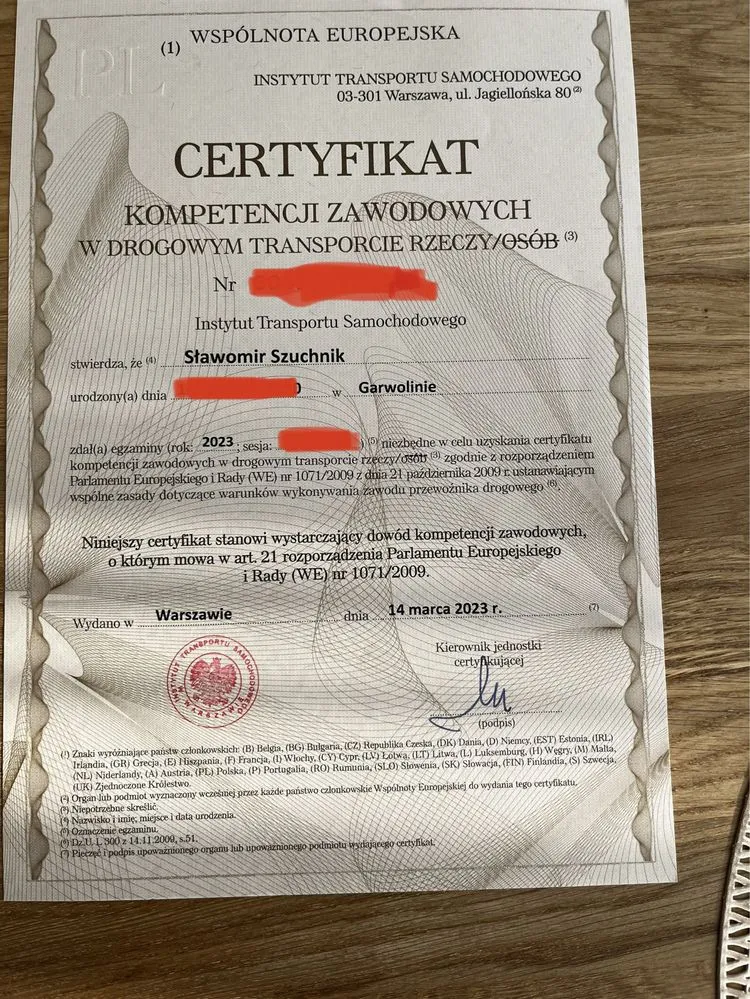 PL
(1) WSPÓLNOTA EUROPEJSKA
INSTYTUT TRANSPORTU SAMOCHODOWEGO
03-301 Warszawa, ul. Jagiellońska 80 (2)
CERTYFIKAT
KOMPETENCJI ZAWODOWYCH
W DROGOWYM TRANSPORCIE RZECZY/OSÓB (3)
Nr
Instytut Transportu Samochodowego
stwierdza, że (4) Sławomir Szuchnik
urodzony(a) dnia w Garwolinie
zdał(a) egzaminy (rok: 2023 ; sesja: ) (5) niezbędne w celu uzyskania certyfikatu
kompetencji zawodowych w drogowym transporcie rzeczy/osób (3) zgodnie z rozporządzeniem
Parlamentu Europejskiego i Rady (WE) nr 1071/2009 z dnia 21 października 2009 r. ustanawiającym
wspólne zasady dotyczące warunków wykonywania zawodu przewoźnika drogowego (6).
Niniejszy certyfikat stanowi wystarczający dowód kompetencji zawodowych,
o którym mowa w art. 21 rozporządzenia Parlamentu Europejskiego
i Rady (WE) nr 1071/2009.
Wydano w Warszawie dnia 14 marca 2023 r. (7)
Kierownik jednostki
certyfikującej
INSTYTUT TRANSPORTU SAMOCHODOWEGO W WARSZAWIE
(podpis)
(1) Znaki wyróżniające państw członkowskich: (B) Belgia, (BG) Bułgaria, (CZ) Republika Czeska, (DK) Dania, (D) Niemcy, (EST) Estonia, (IRL)
Irlandia, (GR) Grecja, (E) Hiszpania, (F) Francja, (I) Włochy, (CY) Cypr, (LV) Łotwa, (LT) Litwa, (L) Luksemburg, (H) Węgry, (M) Malta,
(NL) Niderlandy, (A) Austria, (PL) Polska, (P) Portugalia, (RO) Rumunia, (SLO) Słowenia, (SK) Słowacja, (FIN) Finlandia, (S) Szwecja,
(UK) Zjednoczone Królestwo.
(2) Organ lub podmiot wyznaczony wcześniej przez każde państwo członkowskie Wspólnoty Europejskiej do wydania tego certyfikatu.
(3) Niepotrzebne skreślić.
(4) Nazwisko i imię; miejsce i data urodzenia.
(5) Oznaczenie egzaminu.
(6) Dz.U. L 300 z 14.11.2009, s.51.
(7) Pieczęć i podpis upoważnionego organu lub upoważnionego podmiotu wydającego certyfikat.